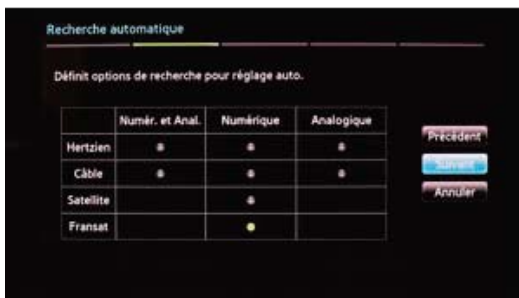 Recherche automatique
Définit options de recherche pour réglage auto.
Numér. et Anal. Numérique Analogique
Hertzien
Câble
Satellite
Fransat
Précédent
Suivant
Annuler